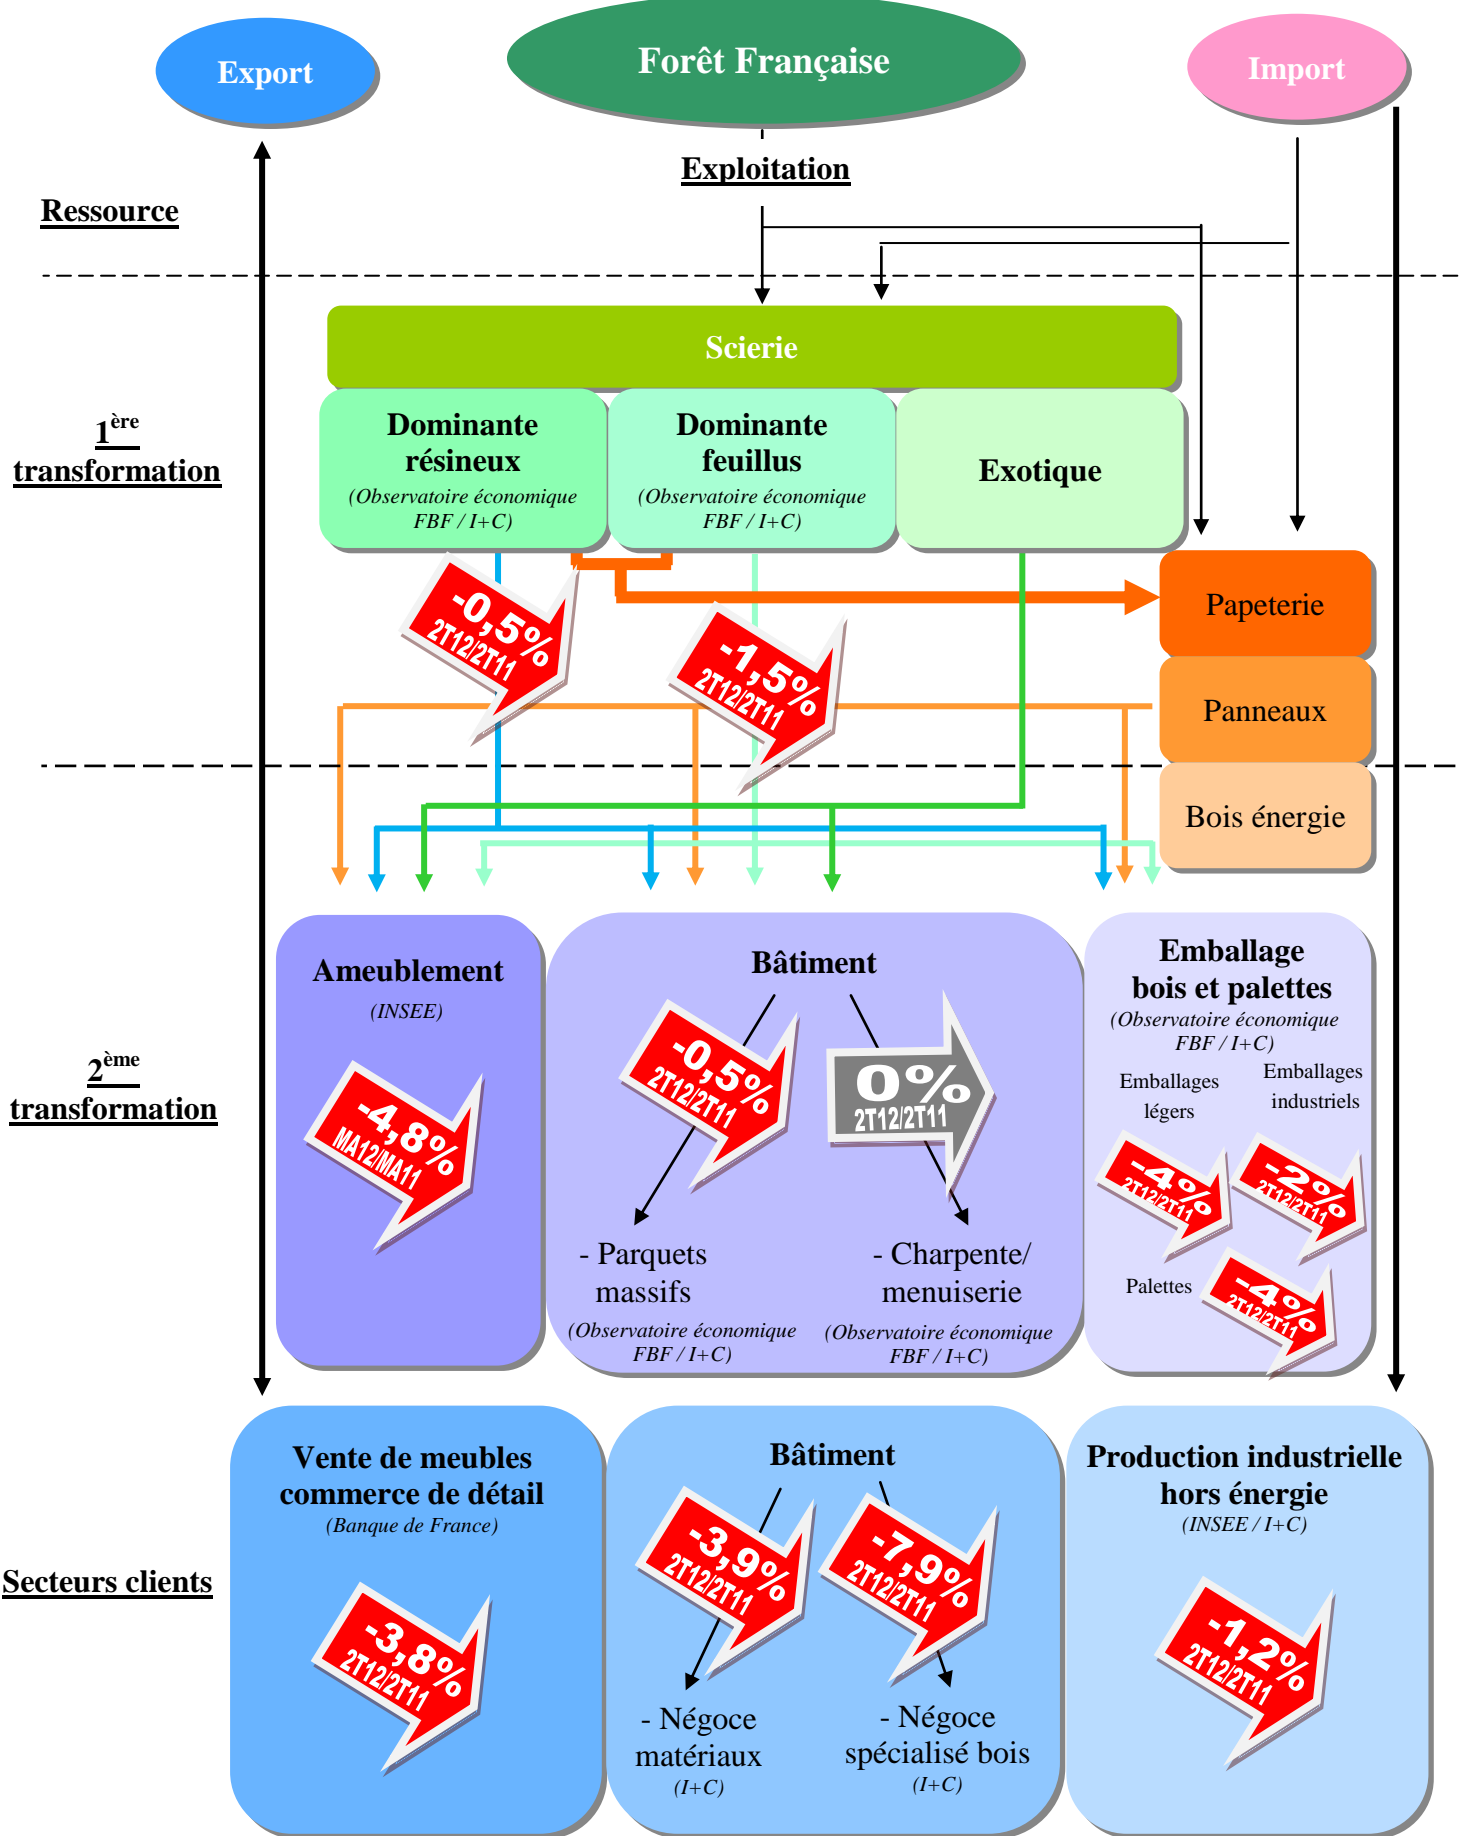 Export
Forêt Française
Import
Exploitation
Ressource
Scierie
1ère
transformation
Dominante
résineux
(Observatoire économique
FBF / I+C)
Dominante
feuillus
(Observatoire économique
FBF / I+C)
Exotique
-0,5%
2T12/2T11
-1,5%
2T12/2T11
Papeterie
Panneaux
Bois énergie
2ème
transformation
Ameublement
(INSEE)
-4,8%
MA12/MA11
Bâtiment
-0,5%
2T12/2T11
0%
2T12/2T11
- Parquets
massifs
(Observatoire économique
FBF / I+C)
- Charpente/
menuiserie
(Observatoire économique
FBF / I+C)
Emballage
bois et palettes
(Observatoire économique
FBF / I+C)
Emballages
légers
Emballages
industriels
-4%
2T12/2T11
-2%
2T12/2T11
Palettes
-4%
2T12/2T11
Secteurs clients
Vente de meubles
commerce de détail
(Banque de France)
-3,8%
2T12/2T11
Bâtiment
-3,9%
2T12/2T11
-7,9%
2T12/2T11
- Négoce
matériaux
(I+C)
- Négoce
spécialisé bois
(I+C)
Production industrielle
hors énergie
(INSEE / I+C)
-1,2%
2T12/2T11